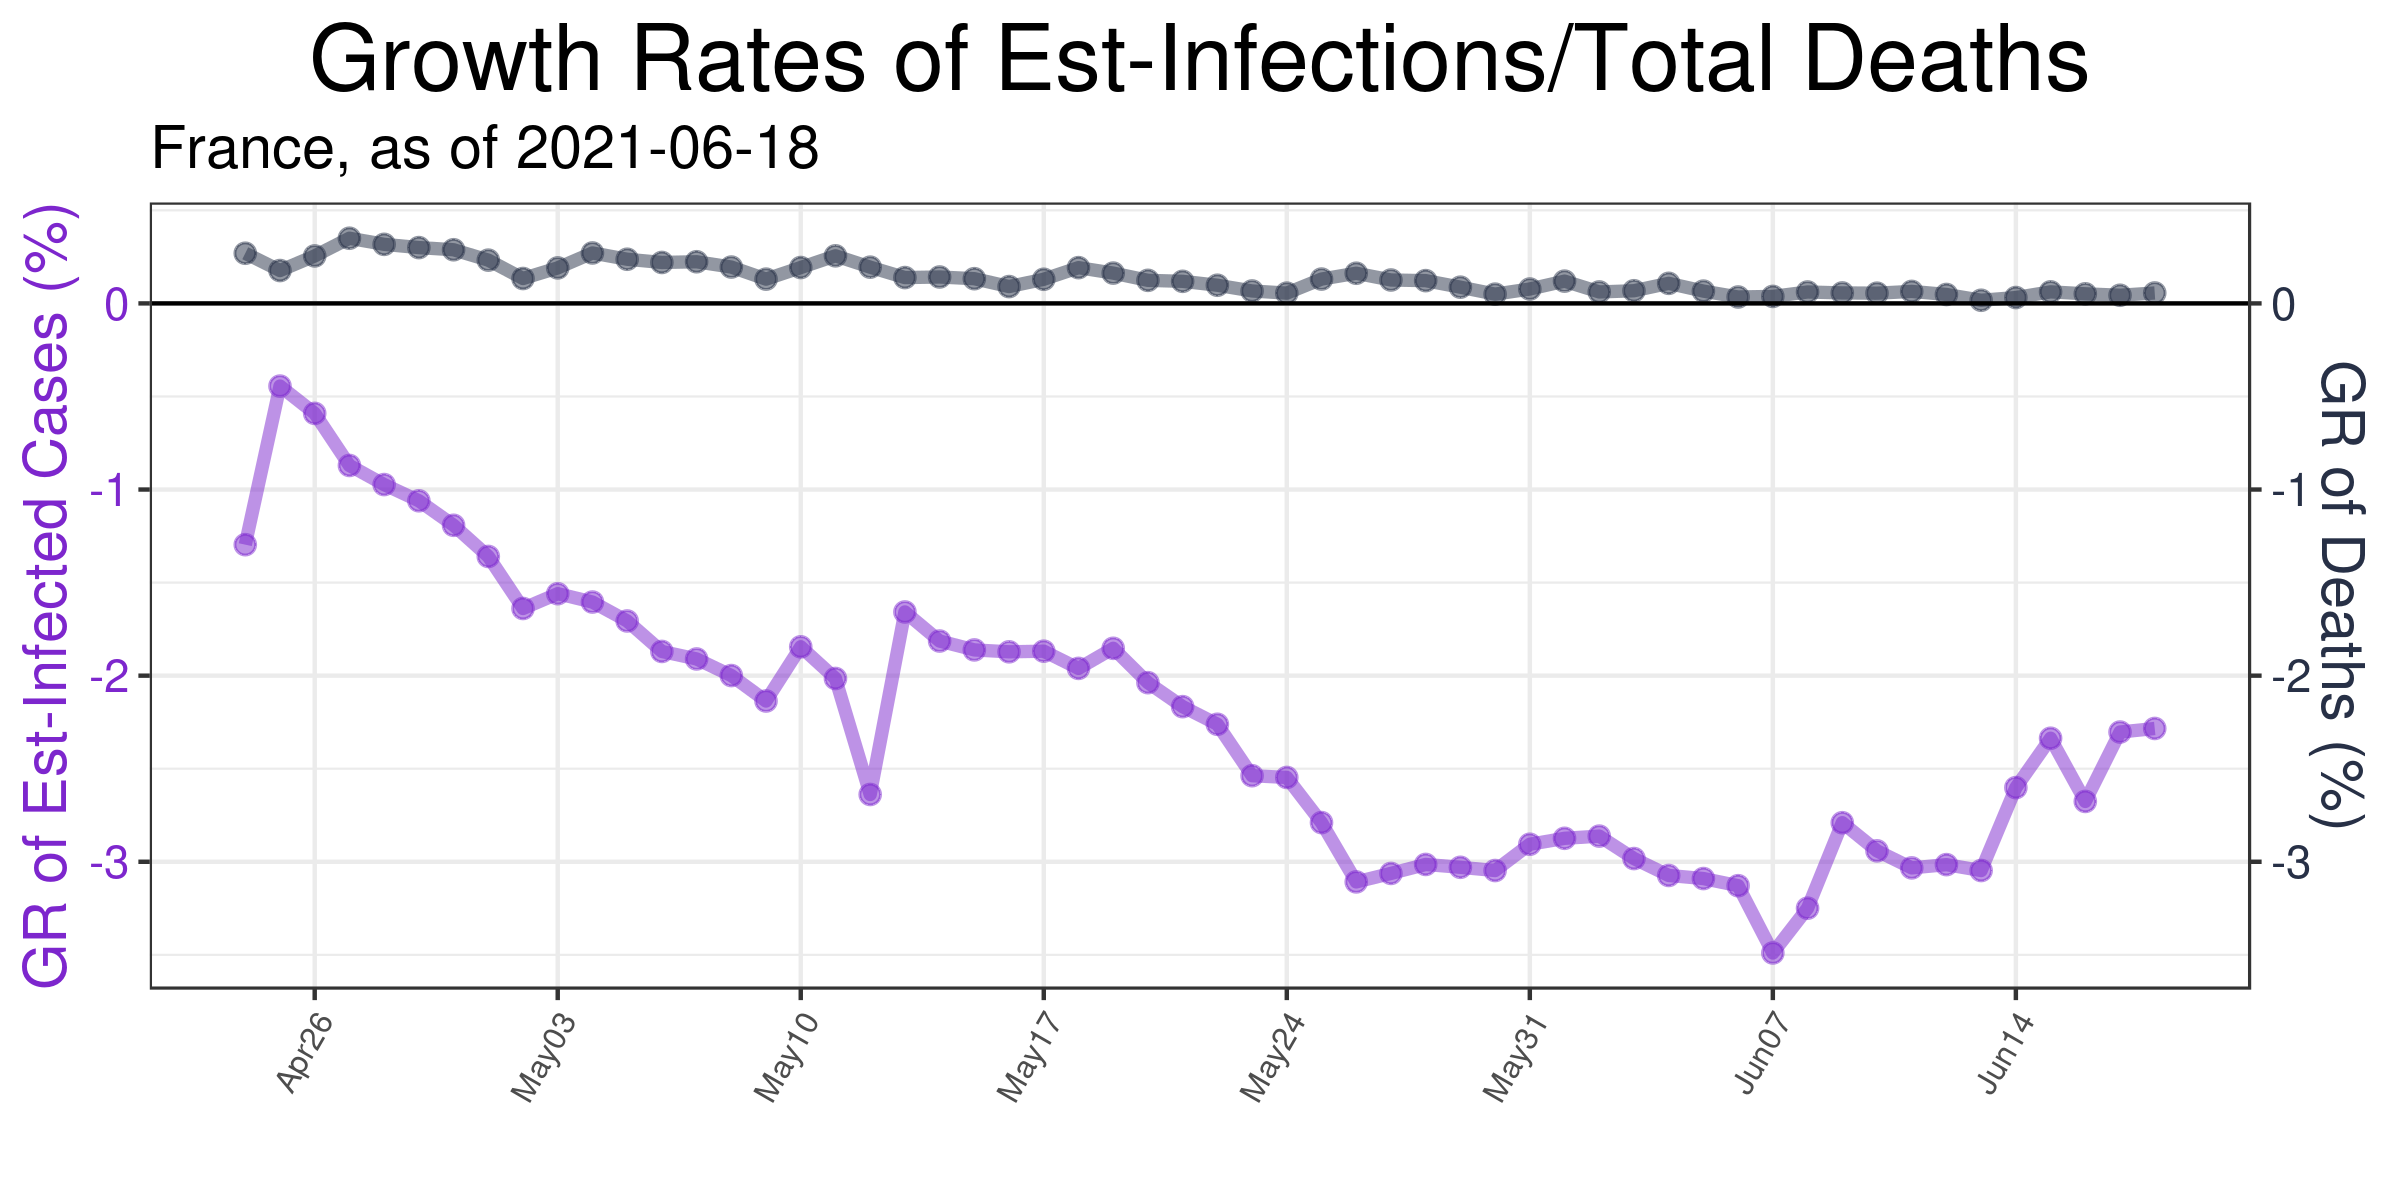 Growth Rates of Est-Infections/Total Deaths
France, as of 2021-06-18
GR of Est-Infected Cases (%)
0
-1
-2
-3
0
-1
-2
-3
GR of Deaths (%)
Apr26
May03
May10
May17
May24
May31
Jun07
Jun14